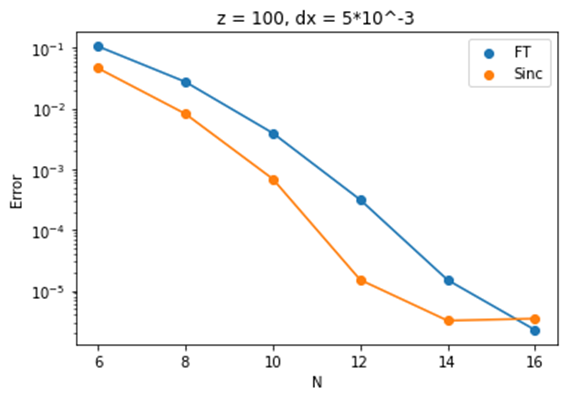 z = 100, dx = 5*10^-3
FT
Sinc
10⁻¹
10⁻²
10⁻³
10⁻⁴
10⁻⁵
Error
6 8 10 12 14 16
N